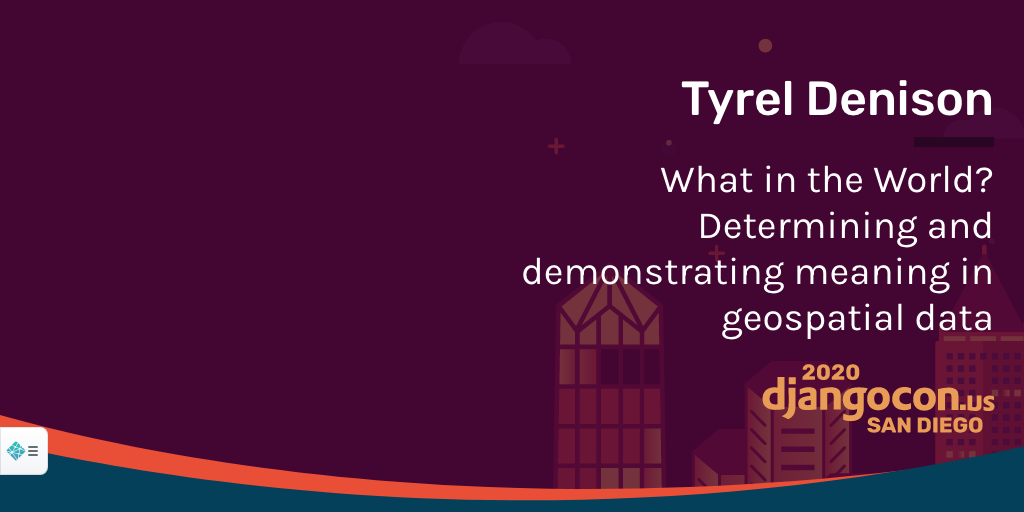 Tyrel Denison
What in the World?
Determining and
demonstrating meaning in
geospatial data
2020
djangocon.us
SAN DIEGO